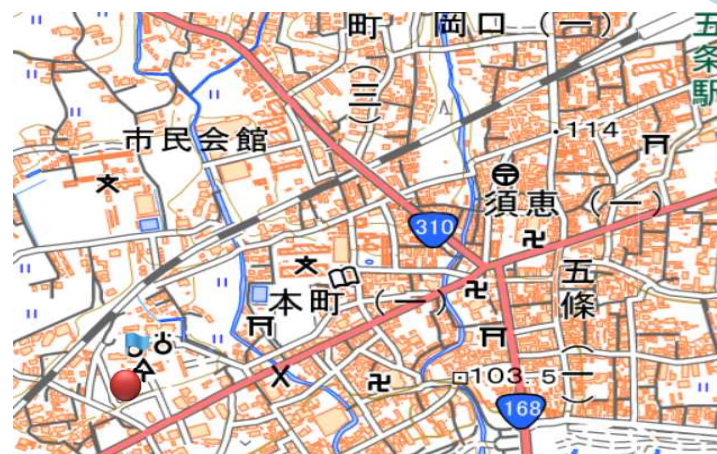 町(三)
岡口(一)
五条駅
市民会館
114
須恵(一)
310
五條(一)
本町(一)
103.5
168